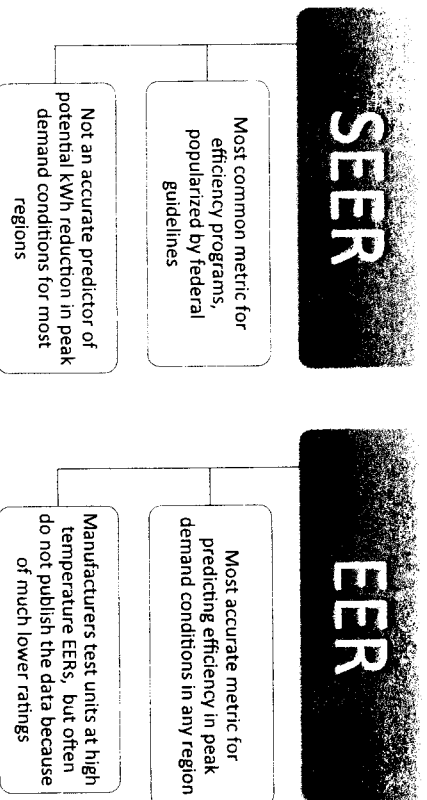 SEER
Most common metric for
efficiency programs,
popularized by federal
guidelines
Not an accurate predictor of
potential kWh reduction in peak
demand conditions for most
regions
EER
Most accurate metric for
predicting efficiency in peak
demand conditions in any region
Manufacturers test units at high
temperature EERs, but often
do not publish the data because
of much lower ratings